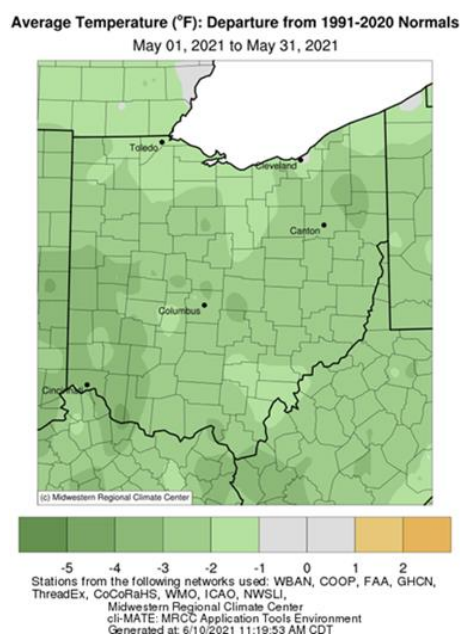 Average Temperature (°F): Departure from 1991-2020 Normals
May 01, 2021 to May 31, 2021
Toledo
Cleveland
Canton
Columbus
Cincinnati
(c) Midwestern Regional Climate Center
-5 -4 -3 -2 -1 0 1 2
Stations from the following networks used: WBAN, COOP, FAA, GHCN,
ThreadEx, CoCoRaHS, WMO, ICAO, NWSLI,
Midwestern Regional Climate Center
cli-MATE: MRCC Application Tools Environment
Generated at: 6/10/2021 11:19:53 AM CDT